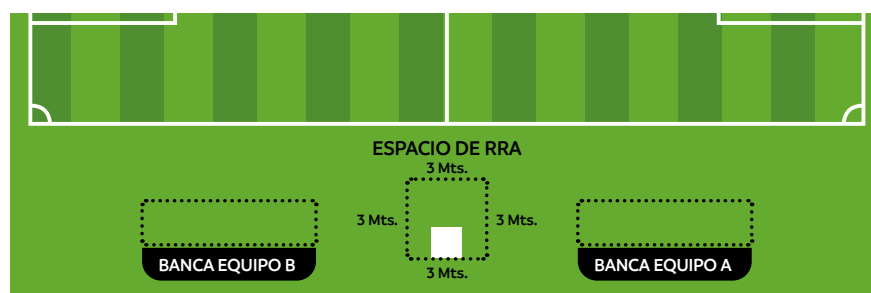 ESPACIO DE RRA
3 Mts.
3 Mts.
3 Mts.
BANCA EQUIPO B
3 Mts.
BANCA EQUIPO A